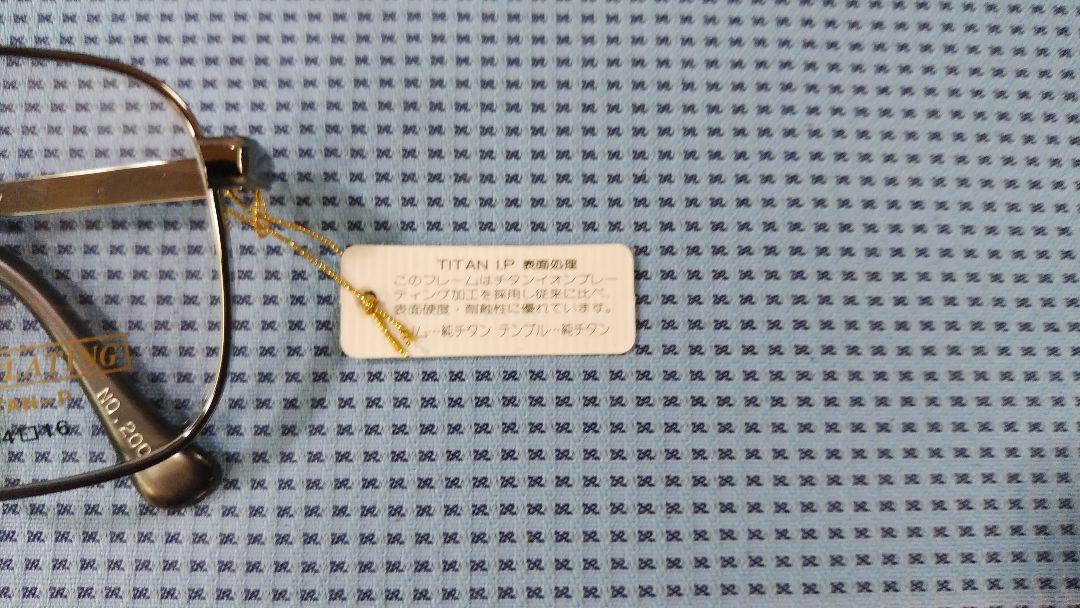 TITAN I.P 表面処理
このフレームはチタンイオンプレー
ティング加工を採用し従来に比べ、
表面硬度・耐蝕性に優れています。
ム…純チタン テンプル…純チタン
LATING
TAN-P
4□16
NO.200